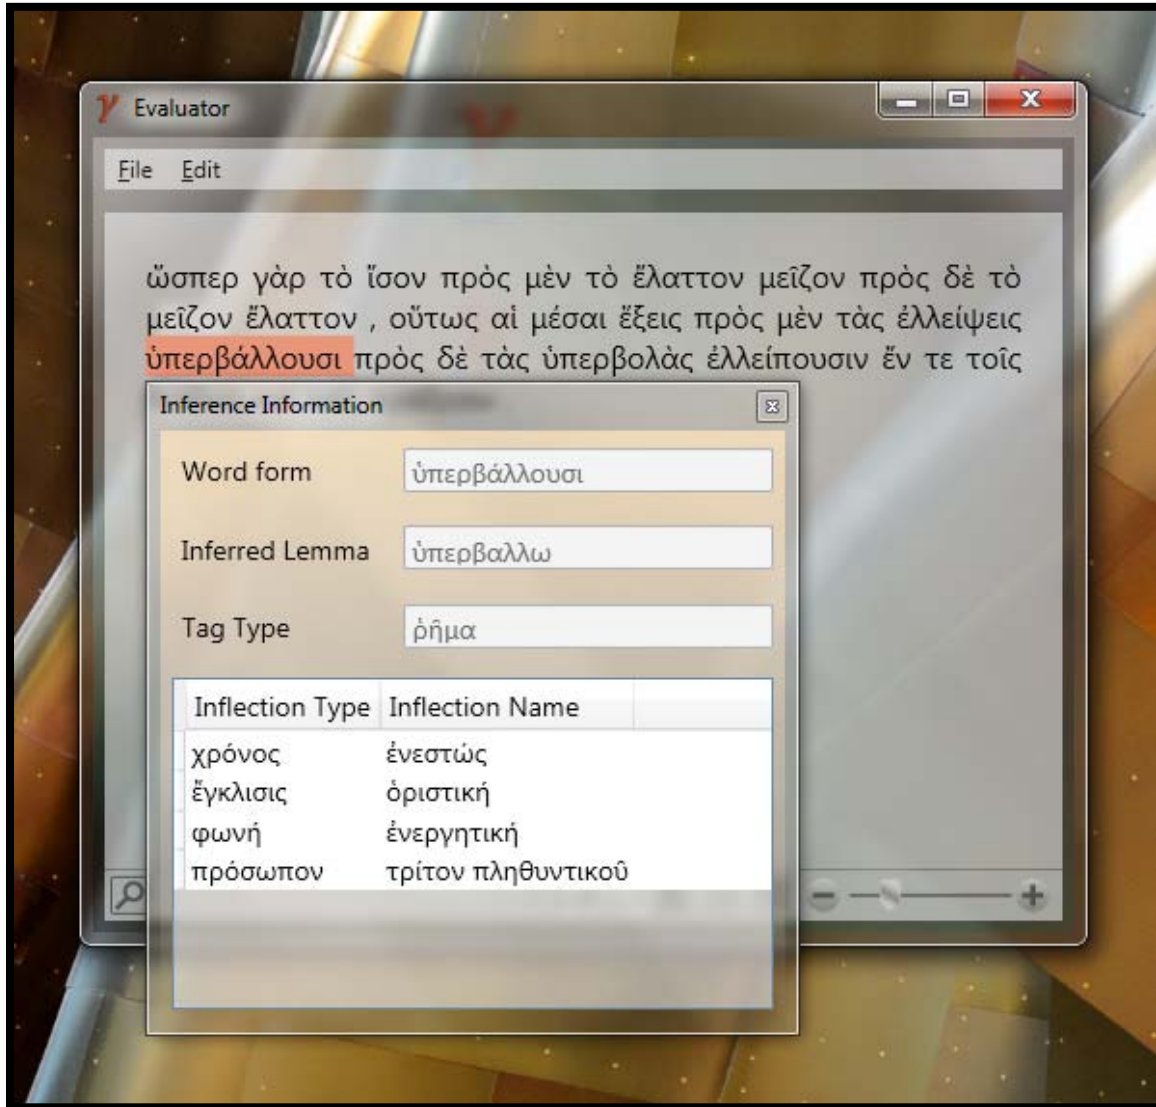 γ Evaluator
File Edit
ὥσπερ γὰρ τὸ ἴσον πρὸς μὲν τὸ ἔλαττον μεῖζον πρὸς δὲ τὸ
μεῖζον ἔλαττον , οὕτως αἱ μέσαι ἕξεις πρὸς μὲν τὰς ἐλλείψεις
ὑπερβάλλουσι πρὸς δὲ τὰς ὑπερβολὰς ἐλλείπουσιν ἔν τε τοῖς
Inference Information
Word form ὑπερβάλλουσι
Inferred Lemma ὑπερβαλλω
Tag Type ῥῆμα
Inflection Type Inflection Name
χρόνος ἐνεστώς
ἔγκλισις ὁριστική
φωνή ἐνεργητική
πρόσωπον τρίτον πληθυντικοῦ